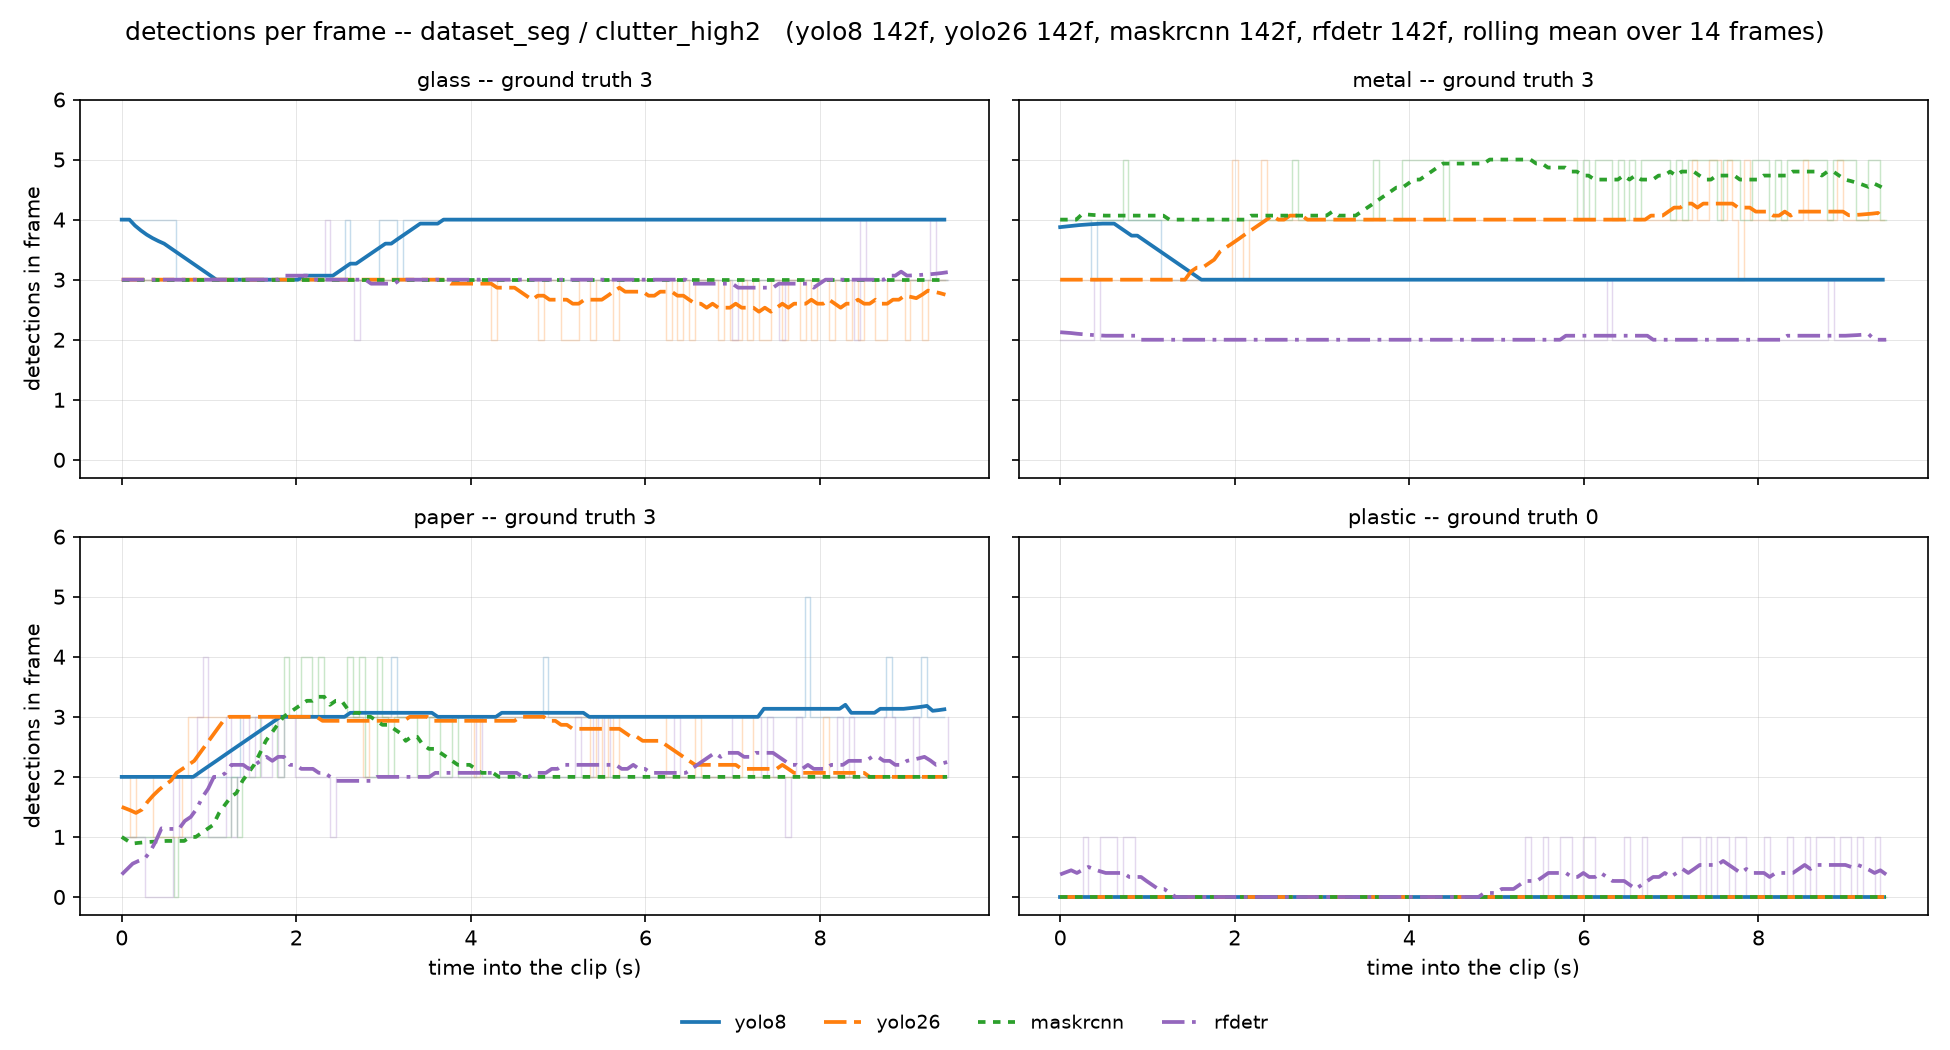 detections per frame -- dataset_seg / clutter_high2   (yolo8 142f, yolo26 142f, maskrcnn 142f, rfdetr 142f, rolling mean over 14 frames)
glass -- ground truth 3
metal -- ground truth 3
detections in frame
6
5
4
3
2
1
0
paper -- ground truth 3
plastic -- ground truth 0
detections in frame
6
5
4
3
2
1
0
0 2 4 6 8
0 2 4 6 8
time into the clip (s)
time into the clip (s)
yolo8 yolo26 maskrcnn rfdetr